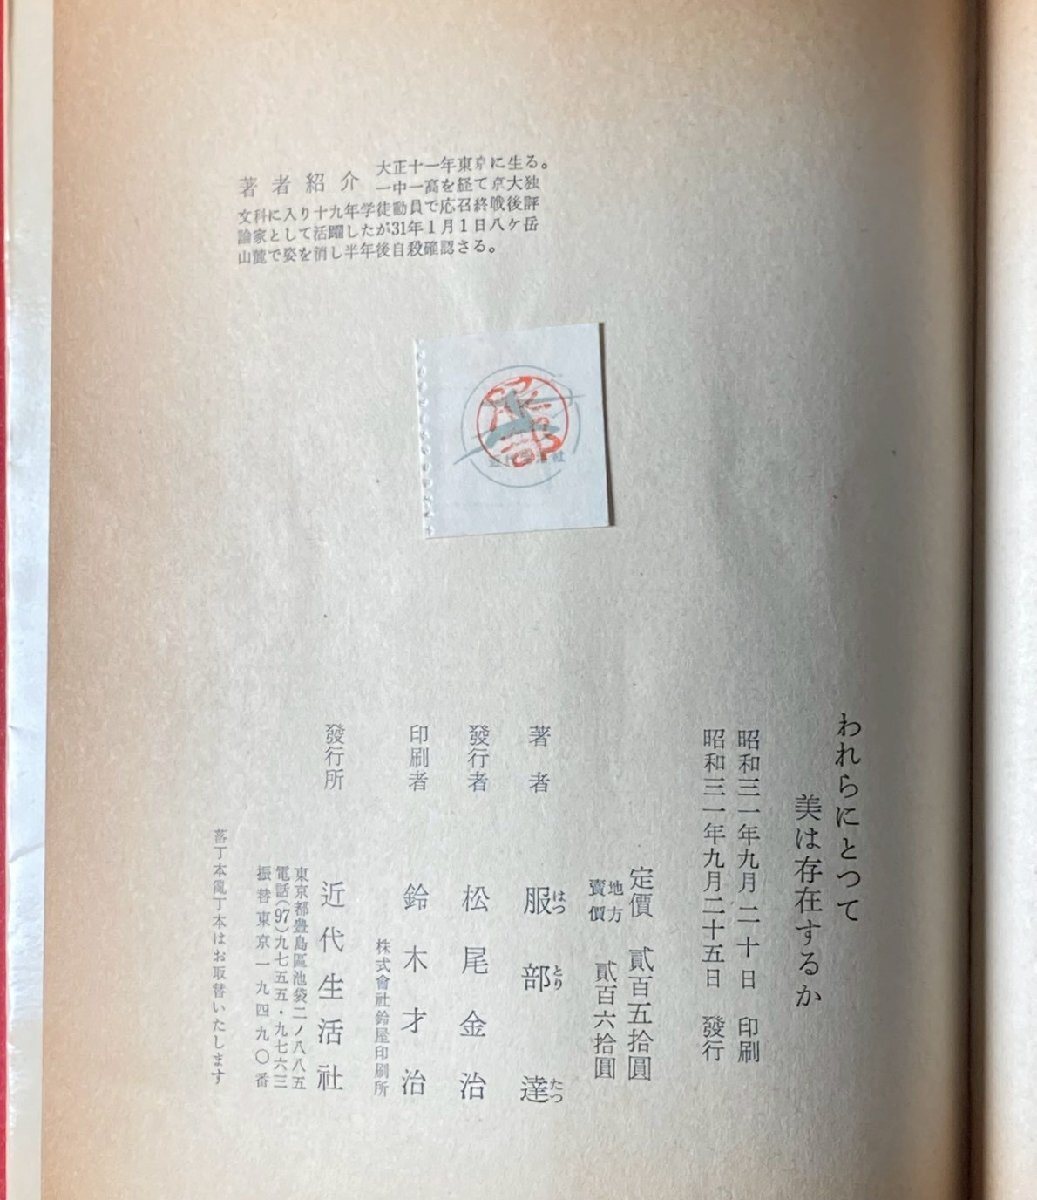 著者紹介
大正十一年東京に生る。
一中一高を経て京大独
文科に入り十九年学徒動員で応召終戦後評
論家として活躍したが31年1月1日八ケ岳
山麓で姿を消し半年後自殺確認さる。
われらにとつて
美は存在するか
昭和三一年九月二十日 印刷
昭和三一年九月二十五日 發行
定價 貳百五拾圓
地方賣價 貳百六拾圓
著者 服部達
はつ とり たつ
發行者 松尾金治
印刷者 鈴木才治
株式會社鈴屋印刷所
發行所 近代生活社
東京都豊島區池袋二ノ八八五
電話(97)九七五五・九七六三
振替東京一九四九〇番
落丁本亂丁本はお取替いたします